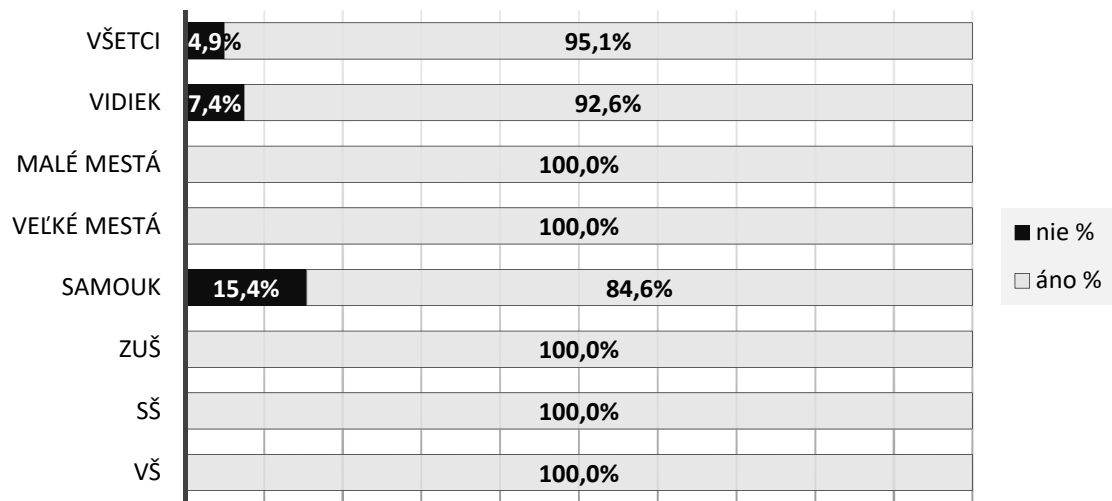 VŠETCI 4,9% 95,1%
VIDIEK 7,4% 92,6%
MALÉ MESTÁ 100,0%
VEĽKÉ MESTÁ 100,0%
SAMOUK 15,4% 84,6%
ZUŠ 100,0%
SŠ 100,0%
VŠ 100,0%
nie %
áno %